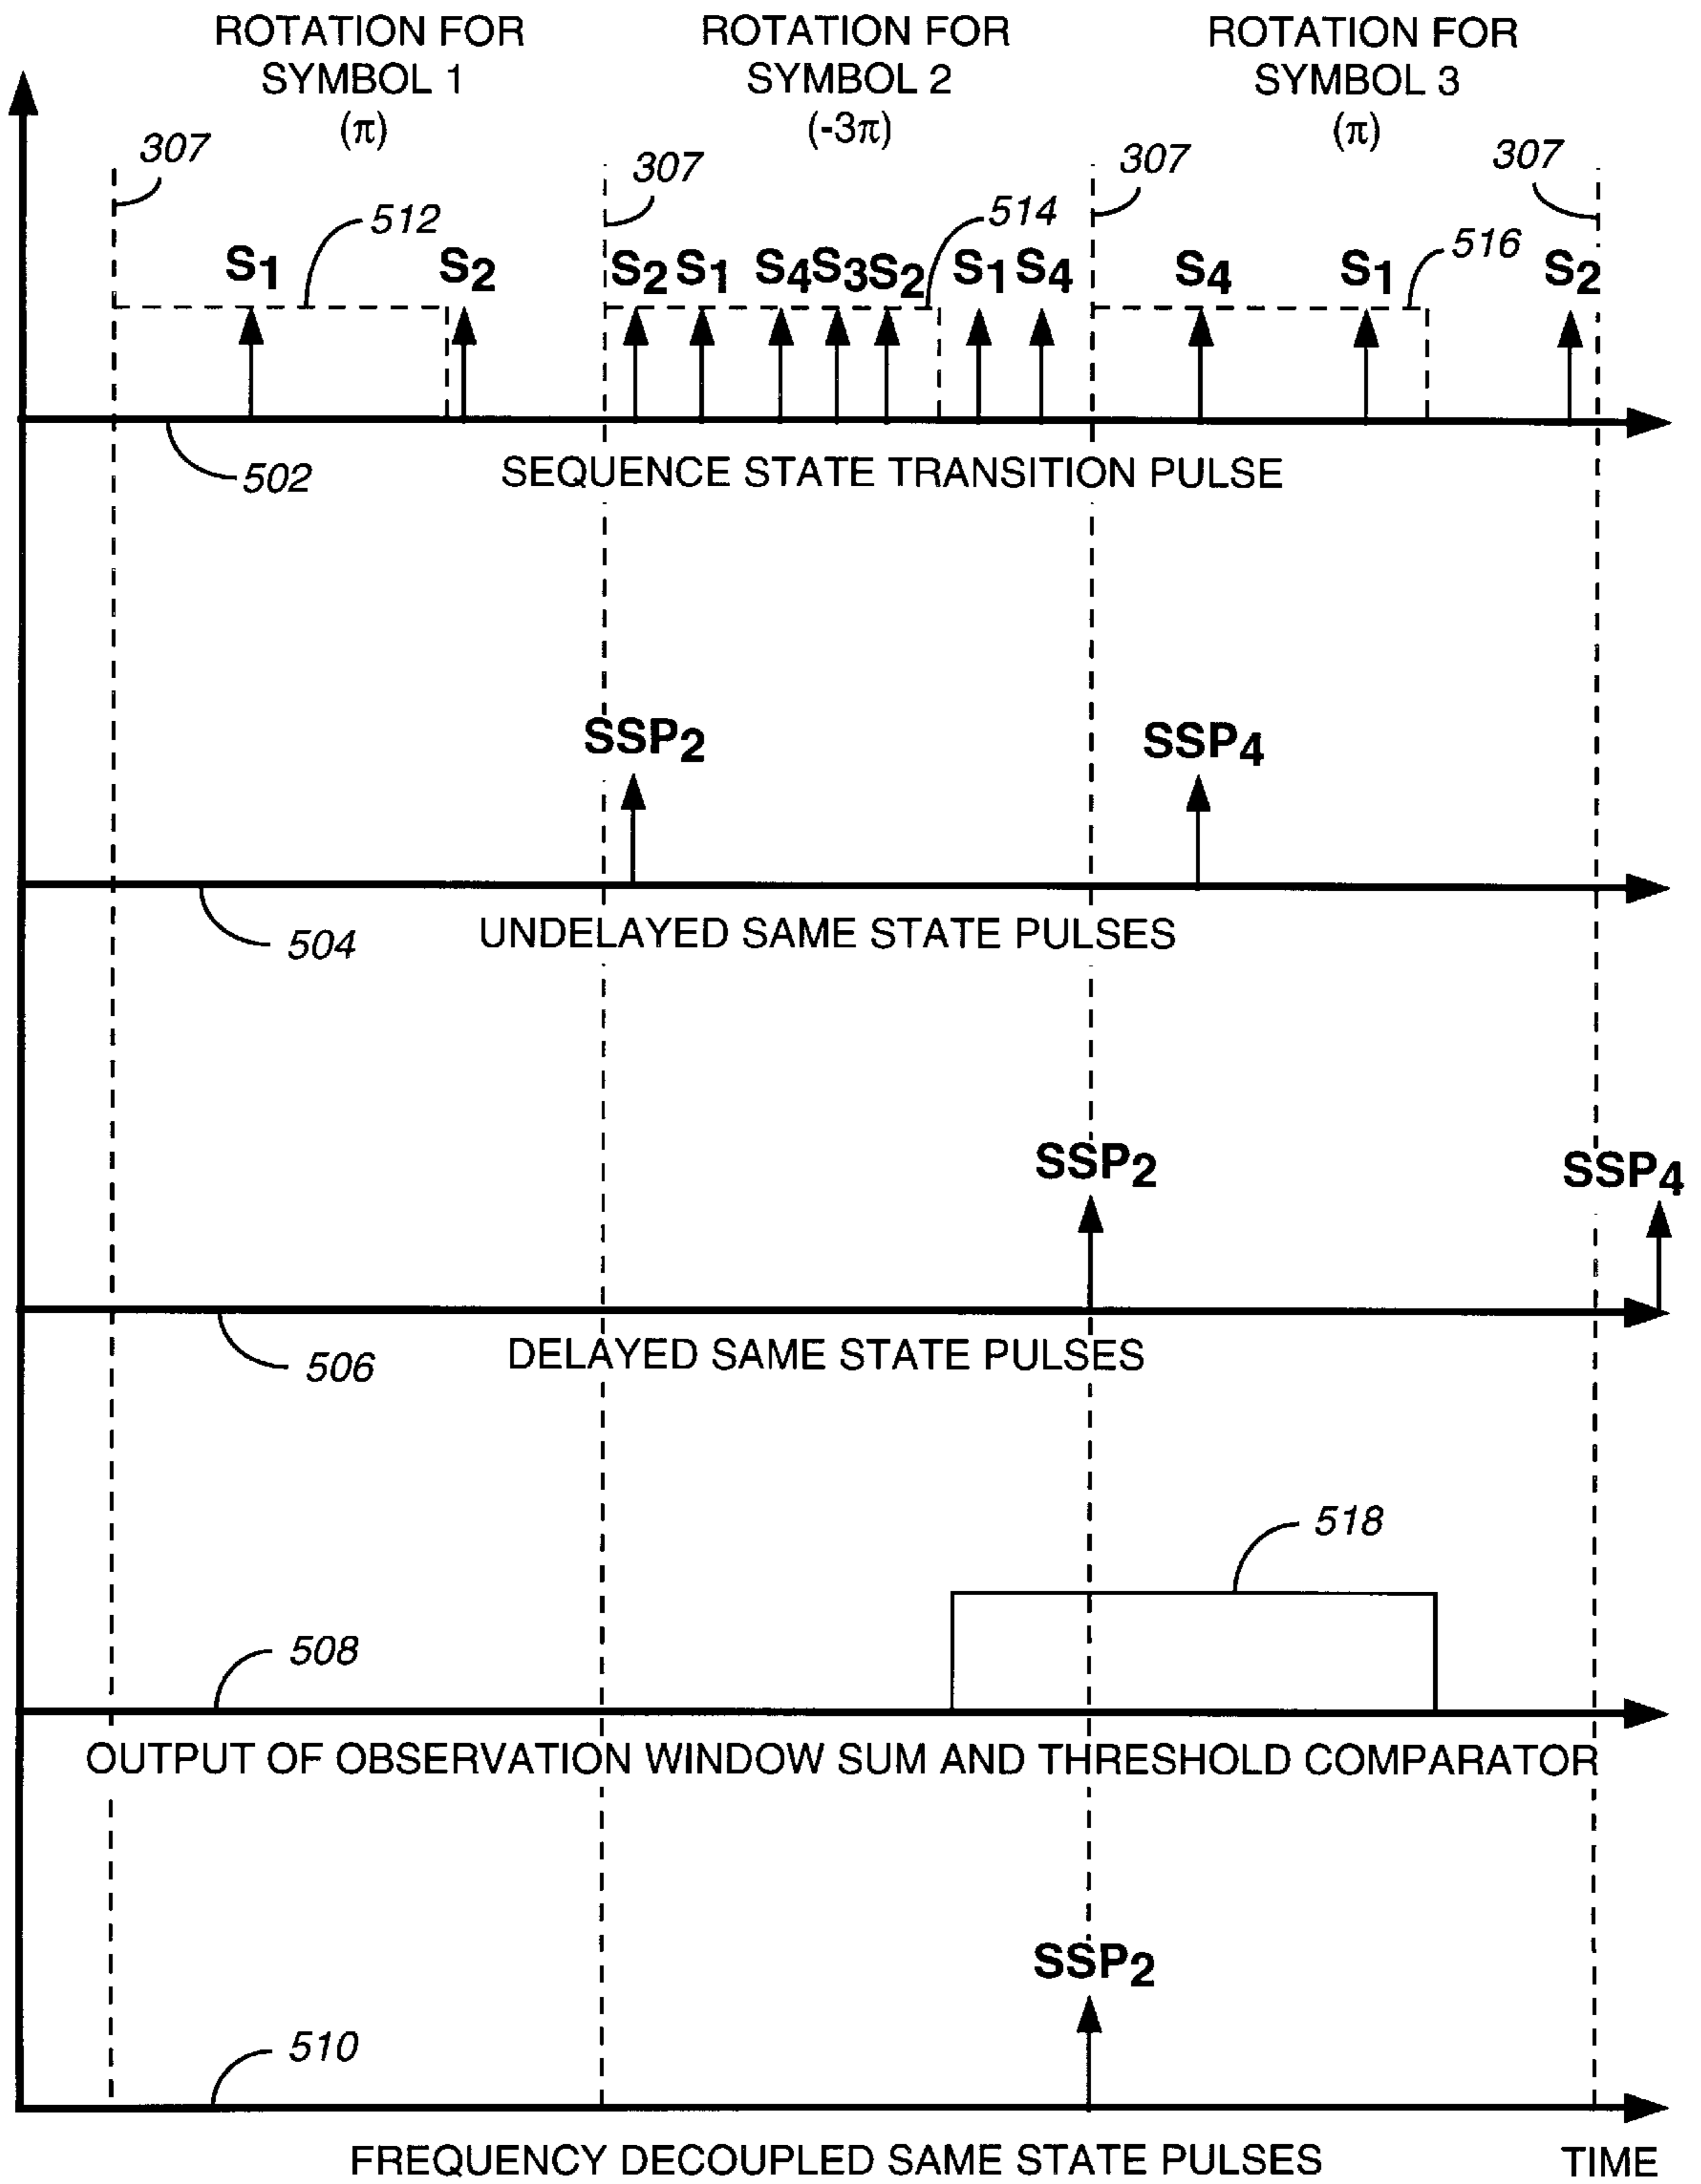 ROTATION FOR SYMBOL 1 (π)
ROTATION FOR SYMBOL 2 (-3π)
ROTATION FOR SYMBOL 3 (π)
307
307
307
307
512
514
516
S1
S2
S2
S1
S4
S3
S2
S1
S4
S4
S1
S2
502
SEQUENCE STATE TRANSITION PULSE
SSP2
SSP4
504
UNDELAYED SAME STATE PULSES
SSP2
SSP4
506
DELAYED SAME STATE PULSES
518
508
OUTPUT OF OBSERVATION WINDOW SUM AND THRESHOLD COMPARATOR
SSP2
510
FREQUENCY DECOUPLED SAME STATE PULSES
TIME